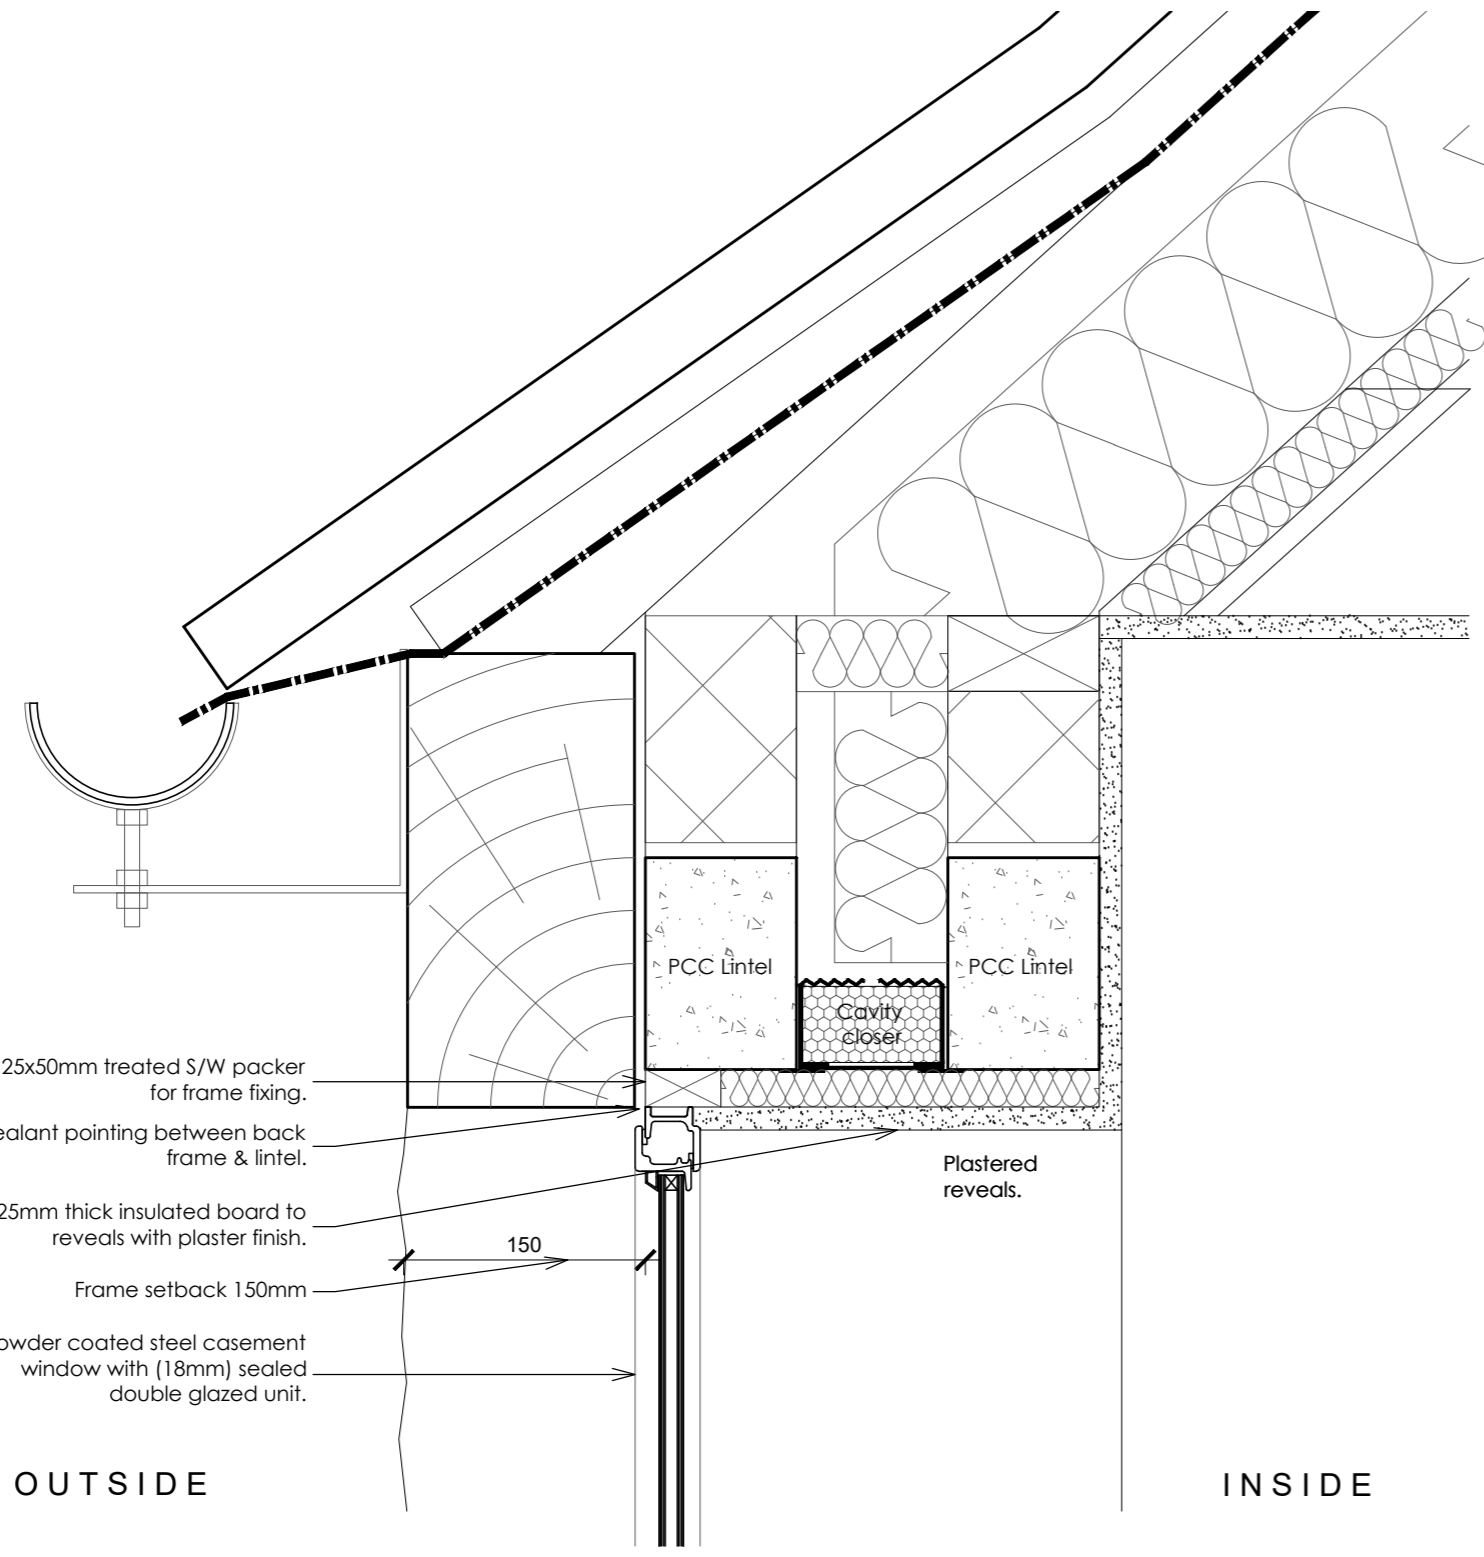 PCC Lintel
PCC Lintel
Cavity
closer
25x50mm treated S/W packer
for frame fixing.
ealant pointing between back
frame & lintel.
25mm thick insulated board to
reveals with plaster finish.
Plastered
reveals.
150
Frame setback 150mm
owder coated steel casement
window with (18mm) sealed
double glazed unit.
OUTSIDE
INSIDE